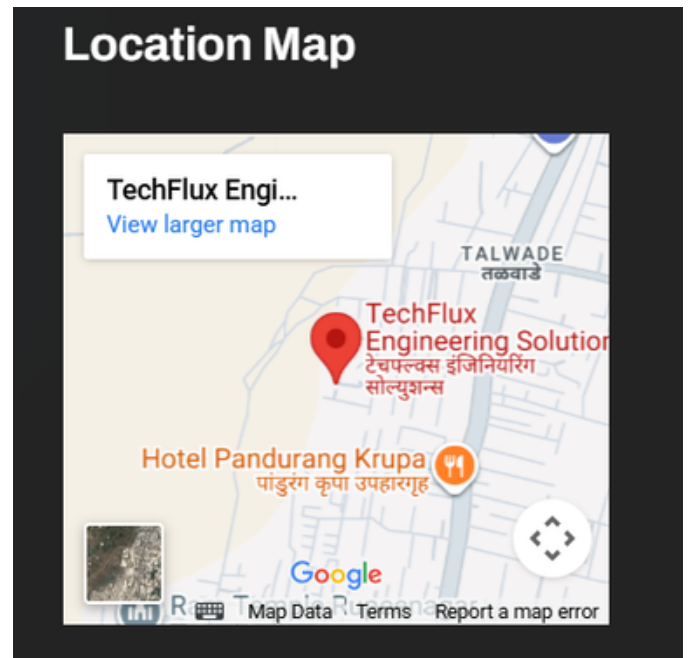 Location Map
TechFlux Engi...
View larger map
TALWADE
तळवाडे
TechFlux
Engineering Solution
टेचफ्लक्स इंजिनियरिंग
सोल्युशन्स
Hotel Pandurang Krupa
पांडुरंग कृपा उपहारगृह
Google
Map Data Terms Report a map error